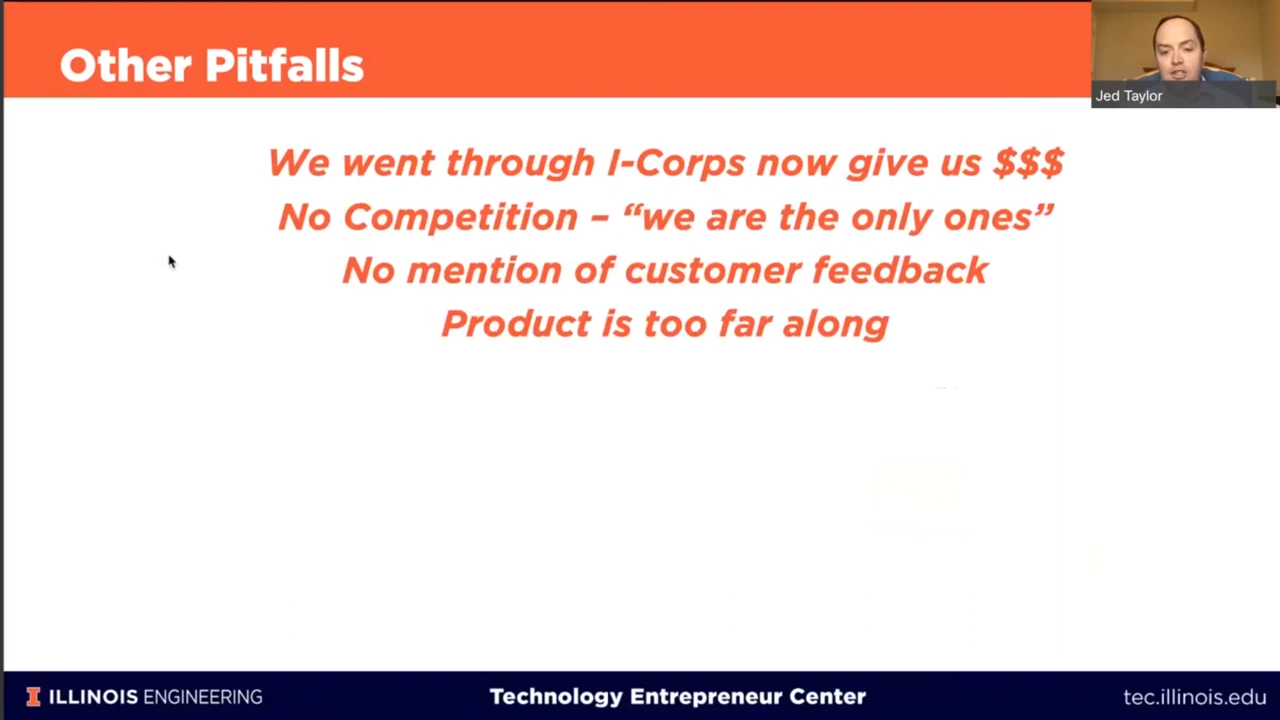 Other Pitfalls
Jed Taylor
We went through I-Corps now give us $$$
No Competition – “we are the only ones”
No mention of customer feedback
Product is too far along
I ILLINOIS ENGINEERING
Technology Entrepreneur Center
tec.illinois.edu